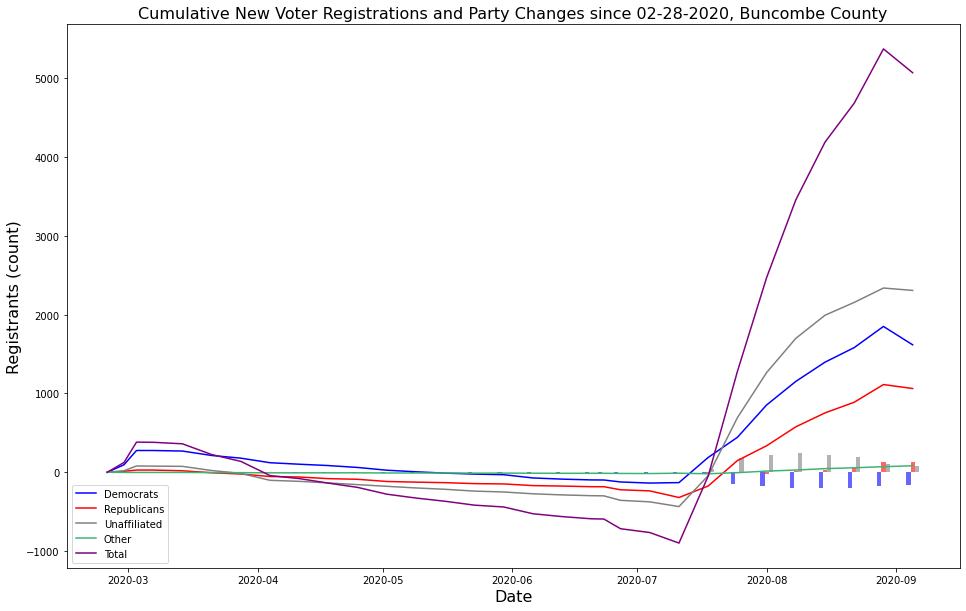 Cumulative New Voter Registrations and Party Changes since 02-28-2020, Buncombe County
Registrants (count)
5000
4000
3000
2000
1000
0
−1000
Democrats
Republicans
Unaffiliated
Other
Total
2020-03
2020-04
2020-05
2020-06
2020-07
2020-08
2020-09
Date